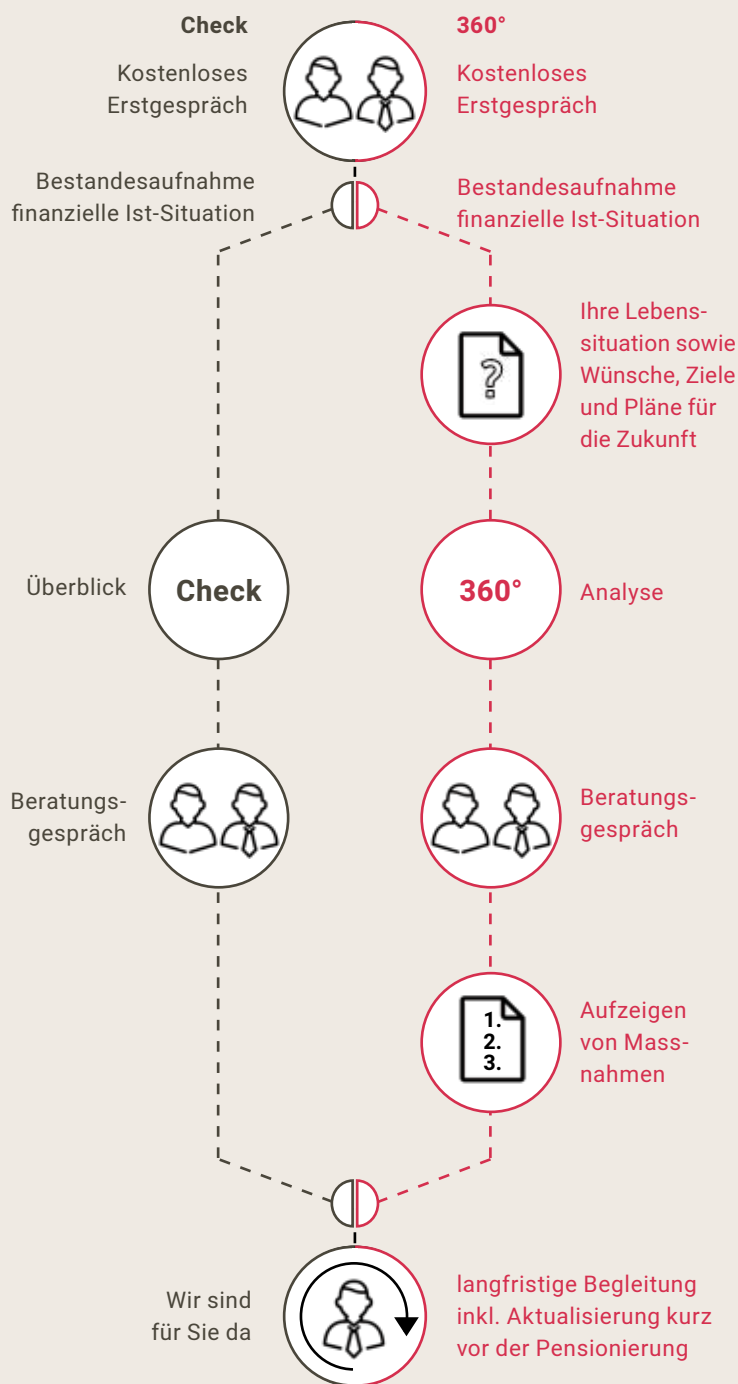 Check
360°
Kostenloses
Erstgespräch
Kostenloses
Erstgespräch
Bestandesaufnahme
finanzielle Ist-Situation
Bestandesaufnahme
finanzielle Ist-Situation
?
Ihre Lebens-
situation sowie
Wünsche, Ziele
und Pläne für
die Zukunft
Überblick
Check
360°
Analyse
Beratungs-
gespräch
Beratungs-
gespräch
1.
2.
3.
Aufzeigen
von Mass-
nahmen
Wir sind
für Sie da
langfristige Begleitung
inkl. Aktualisierung kurz
vor der Pensionierung